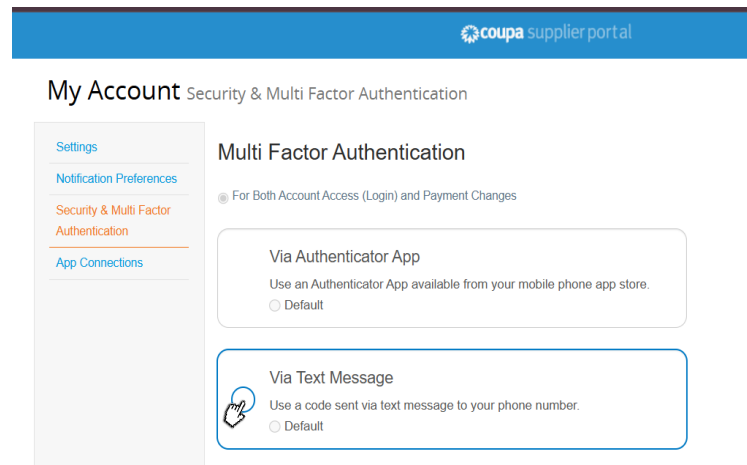 coupa supplier portal
My Account Security & Multi Factor Authentication
Settings
Notification Preferences
Security & Multi Factor
Authentication
App Connections
Multi Factor Authentication
For Both Account Access (Login) and Payment Changes
Via Authenticator App
Use an Authenticator App available from your mobile phone app store.
Default
Via Text Message
Use a code sent via text message to your phone number.
Default